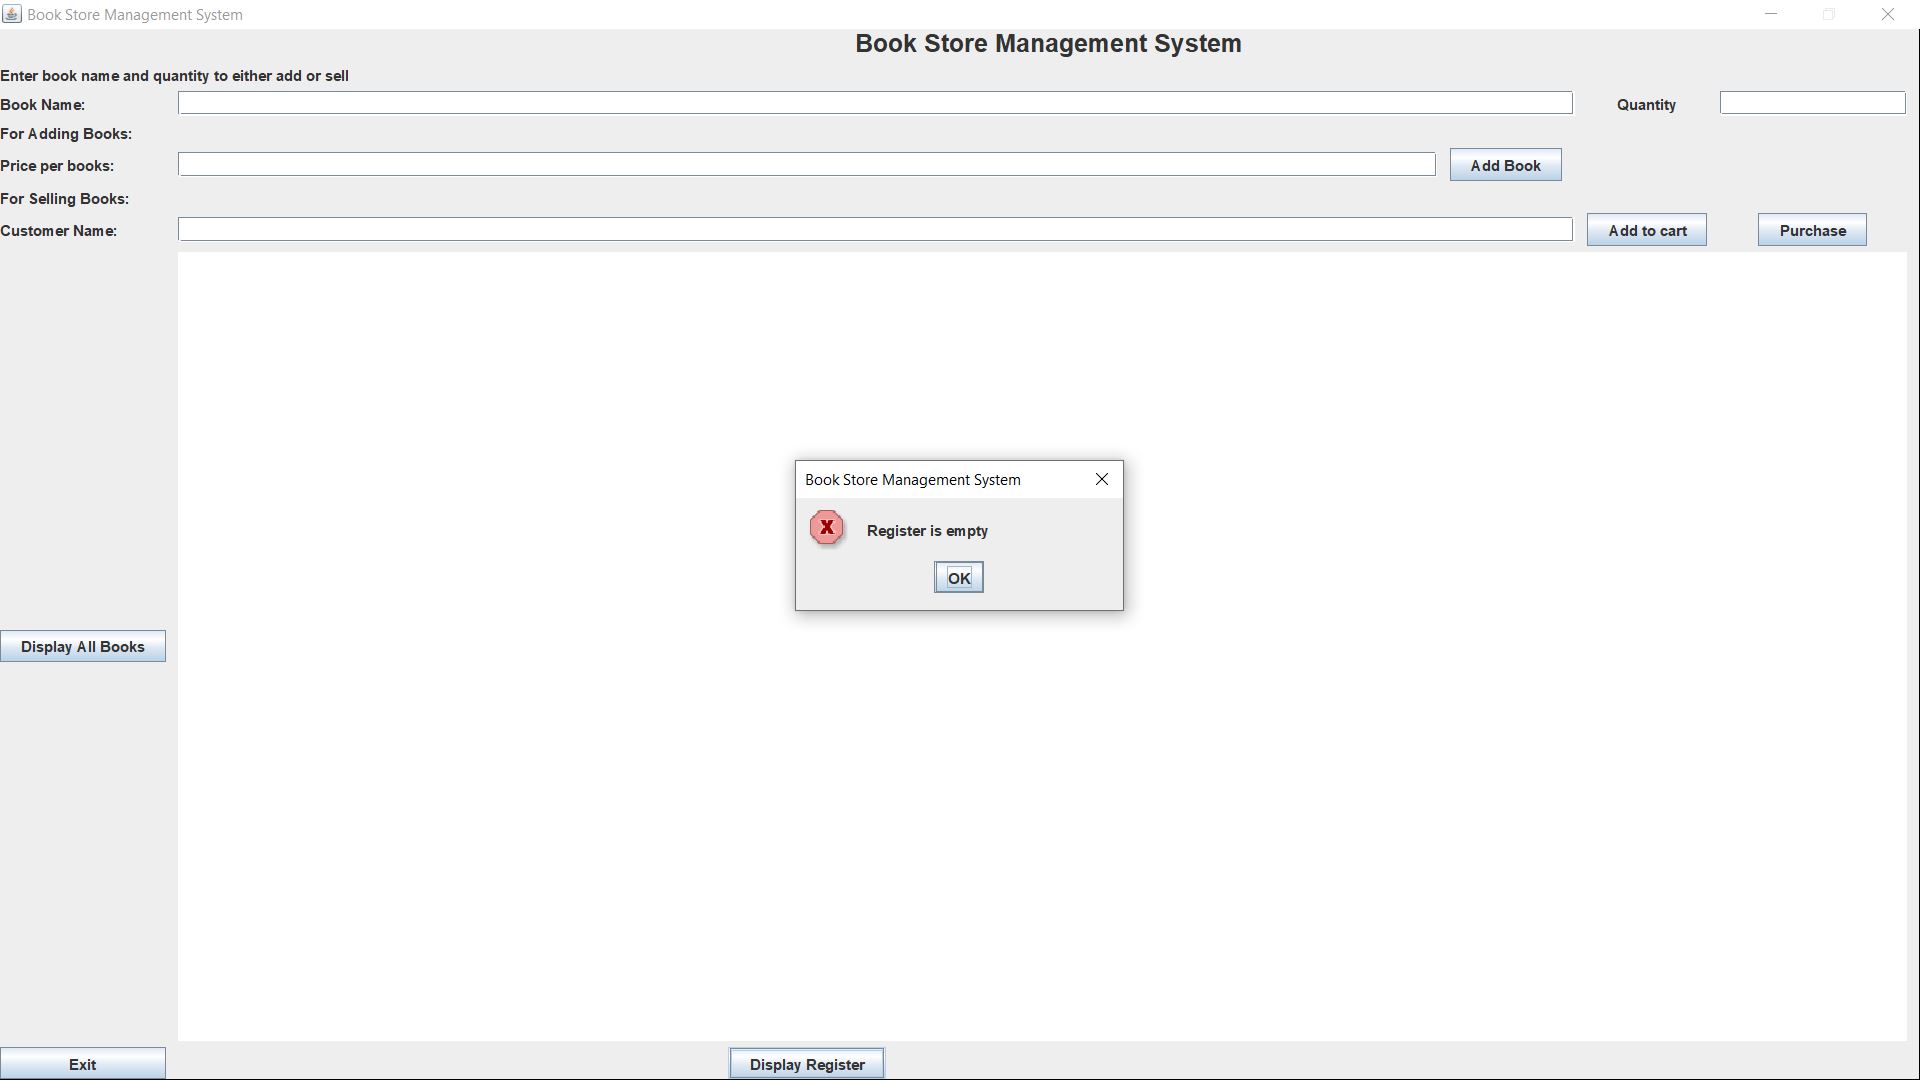 Book Store Management System
Book Store Management System
Enter book name and quantity to either add or sell
Book Name:
Quantity
For Adding Books:
Price per books:
Add Book
For Selling Books:
Customer Name:
Add to cart
Purchase
Book Store Management System
X
Register is empty
OK
Display All Books
Exit
Display Register